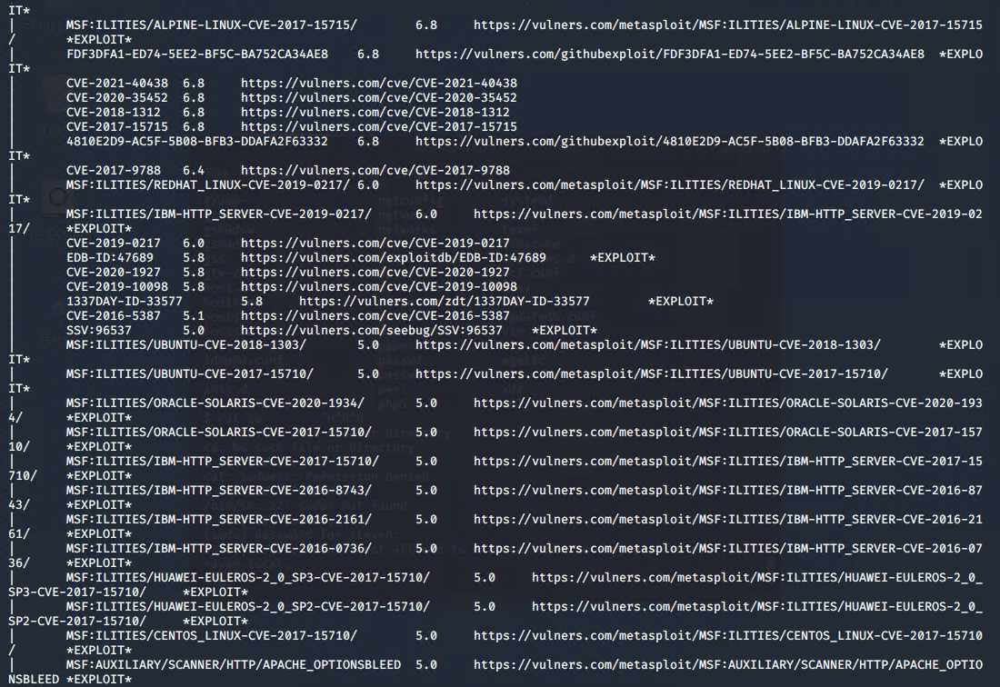 IT*
|       MSF:ILITIES/ALPINE-LINUX-CVE-2017-15715/        6.8     https://vulners.com/metasploit/MSF:ILITIES/ALPINE-LINUX-CVE-2017-15715
/       *EXPLOIT*
|       FDF3DFA1-ED74-5EE2-BF5C-BA752CA34AE8    6.8     https://vulners.com/githubexploit/FDF3DFA1-ED74-5EE2-BF5C-BA752CA34AE8  *EXPLO
IT*
|       CVE-2021-40438  6.8     https://vulners.com/cve/CVE-2021-40438
|       CVE-2020-35452  6.8     https://vulners.com/cve/CVE-2020-35452
|       CVE-2018-1312   6.8     https://vulners.com/cve/CVE-2018-1312
|       CVE-2017-15715  6.8     https://vulners.com/cve/CVE-2017-15715
|       4810E2D9-AC5F-5B08-BFB3-DDAFA2F63332    6.8     https://vulners.com/githubexploit/4810E2D9-AC5F-5B08-BFB3-DDAFA2F63332  *EXPLO
IT*
|       CVE-2017-9788   6.4     https://vulners.com/cve/CVE-2017-9788
|       MSF:ILITIES/REDHAT_LINUX-CVE-2019-0217/ 6.0     https://vulners.com/metasploit/MSF:ILITIES/REDHAT_LINUX-CVE-2019-0217/  *EXPLO
IT*
|       MSF:ILITIES/IBM-HTTP_SERVER-CVE-2019-0217/      6.0     https://vulners.com/metasploit/MSF:ILITIES/IBM-HTTP_SERVER-CVE-2019-02
17/     *EXPLOIT*
|       CVE-2019-0217   6.0     https://vulners.com/cve/CVE-2019-0217
|       EDB-ID:47689    5.8     https://vulners.com/exploitdb/EDB-ID:47689      *EXPLOIT*
|       CVE-2020-1927   5.8     https://vulners.com/cve/CVE-2020-1927
|       CVE-2019-10098  5.8     https://vulners.com/cve/CVE-2019-10098
|       1337DAY-ID-33577        5.8     https://vulners.com/zdt/1337DAY-ID-33577        *EXPLOIT*
|       CVE-2016-5387   5.1     https://vulners.com/cve/CVE-2016-5387
|       SSV:96537       5.0     https://vulners.com/seebug/SSV:96537    *EXPLOIT*
|       MSF:ILITIES/UBUNTU-CVE-2018-1303/       5.0     https://vulners.com/metasploit/MSF:ILITIES/UBUNTU-CVE-2018-1303/        *EXPLO
IT*
|       MSF:ILITIES/UBUNTU-CVE-2017-15710/      5.0     https://vulners.com/metasploit/MSF:ILITIES/UBUNTU-CVE-2017-15710/       *EXPLO
IT*
|       MSF:ILITIES/ORACLE-SOLARIS-CVE-2020-1934/       5.0     https://vulners.com/metasploit/MSF:ILITIES/ORACLE-SOLARIS-CVE-2020-193
4/      *EXPLOIT*
|       MSF:ILITIES/ORACLE-SOLARIS-CVE-2017-15710/      5.0     https://vulners.com/metasploit/MSF:ILITIES/ORACLE-SOLARIS-CVE-2017-157
10/     *EXPLOIT*
|       MSF:ILITIES/IBM-HTTP_SERVER-CVE-2017-15710/     5.0     https://vulners.com/metasploit/MSF:ILITIES/IBM-HTTP_SERVER-CVE-2017-15
710/    *EXPLOIT*
|       MSF:ILITIES/IBM-HTTP_SERVER-CVE-2016-8743/      5.0     https://vulners.com/metasploit/MSF:ILITIES/IBM-HTTP_SERVER-CVE-2016-87
43/     *EXPLOIT*
|       MSF:ILITIES/IBM-HTTP_SERVER-CVE-2016-2161/      5.0     https://vulners.com/metasploit/MSF:ILITIES/IBM-HTTP_SERVER-CVE-2016-21
61/     *EXPLOIT*
|       MSF:ILITIES/IBM-HTTP_SERVER-CVE-2016-0736/      5.0     https://vulners.com/metasploit/MSF:ILITIES/IBM-HTTP_SERVER-CVE-2016-07
36/     *EXPLOIT*
|       MSF:ILITIES/HUAWEI-EULEROS-2_0_SP3-CVE-2017-15710/      5.0     https://vulners.com/metasploit/MSF:ILITIES/HUAWEI-EULEROS-2_0_
SP3-CVE-2017-15710/     *EXPLOIT*
|       MSF:ILITIES/HUAWEI-EULEROS-2_0_SP2-CVE-2017-15710/      5.0     https://vulners.com/metasploit/MSF:ILITIES/HUAWEI-EULEROS-2_0_
SP2-CVE-2017-15710/     *EXPLOIT*
|       MSF:ILITIES/CENTOS_LINUX-CVE-2017-15710/        5.0     https://vulners.com/metasploit/MSF:ILITIES/CENTOS_LINUX-CVE-2017-15710
/       *EXPLOIT*
|       MSF:AUXILIARY/SCANNER/HTTP/APACHE_OPTIONSBLEED  5.0     https://vulners.com/metasploit/MSF:AUXILIARY/SCANNER/HTTP/APACHE_OPTIO
NSBLEED *EXPLOIT*